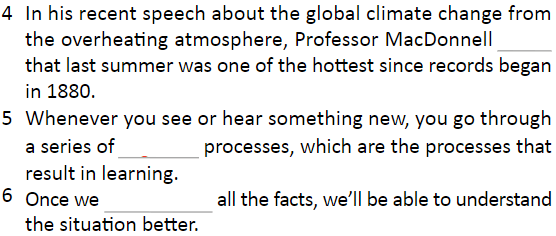 4 In his recent speech about the global climate change from
the overheating atmosphere, Professor MacDonnell ______
that last summer was one of the hottest since records began
in 1880.
5 Whenever you see or hear something new, you go through
a series of ______ processes, which are the processes that
result in learning.
6 Once we ______ all the facts, we’ll be able to understand
the situation better.